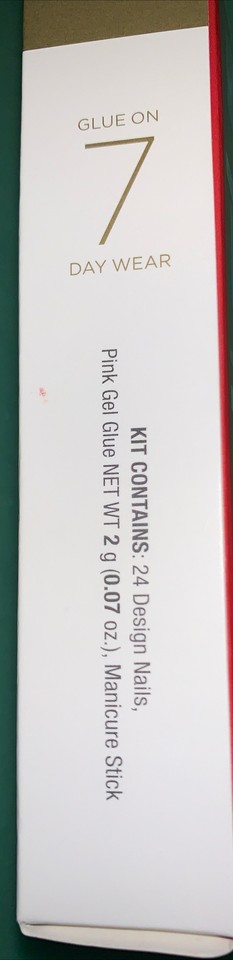 GLUE ON
7
DAY WEAR
KIT CONTAINS: 24 Design Nails,
Pink Gel Glue NET WT 2 g (0.07 oz.), Manicure Stick